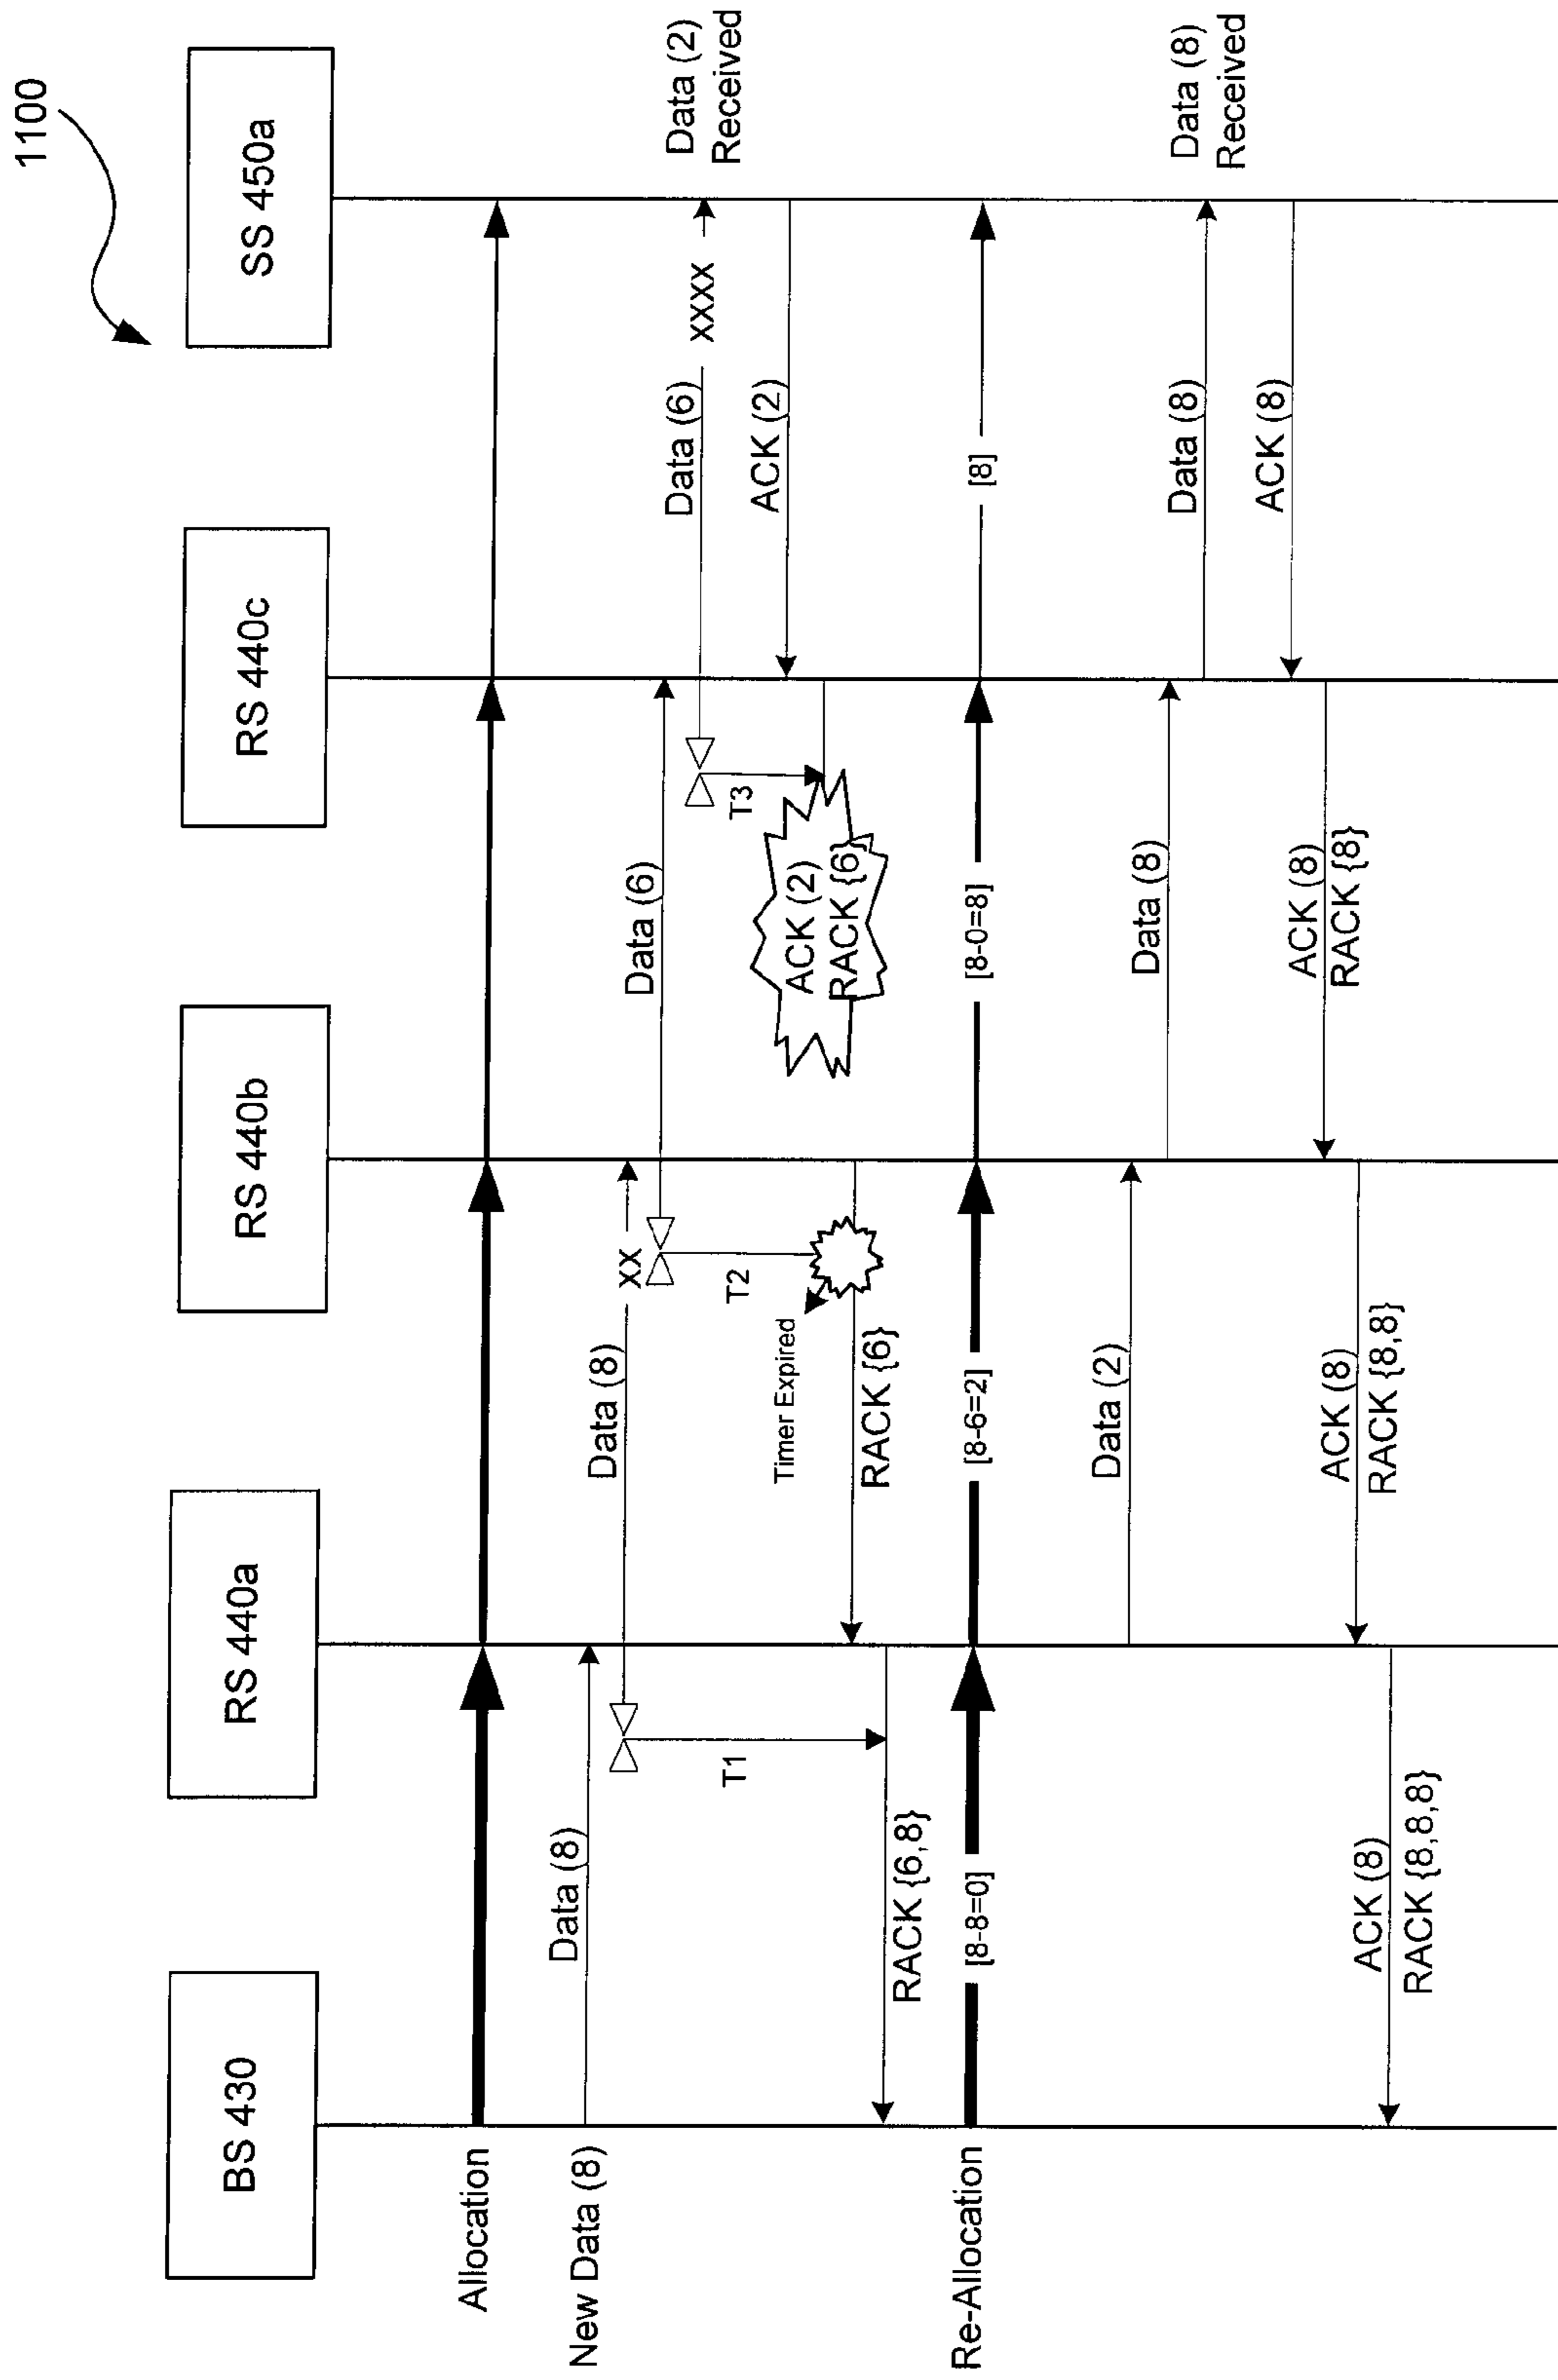 1100
BS 430
RS 440a
RS 440b
RS 440c
SS 450a
Allocation
New Data (8)
Data (8)
Data (8)
XX
Data (6)
Data (6)
XXXX
Data (2)
Received
T1
T2
T3
ACK (2)
ACK (2)
RACK {6}
Timer Expired
RACK {6}
RACK {6,8}
Re-Allocation
[8-8=0]
[8-6=2]
[8-0=8]
[8]
Data (2)
Data (8)
Data (8)
Data (8)
Received
ACK (8)
ACK (8)
RACK {8}
ACK (8)
RACK {8,8}
ACK (8)
RACK {8,8,8}